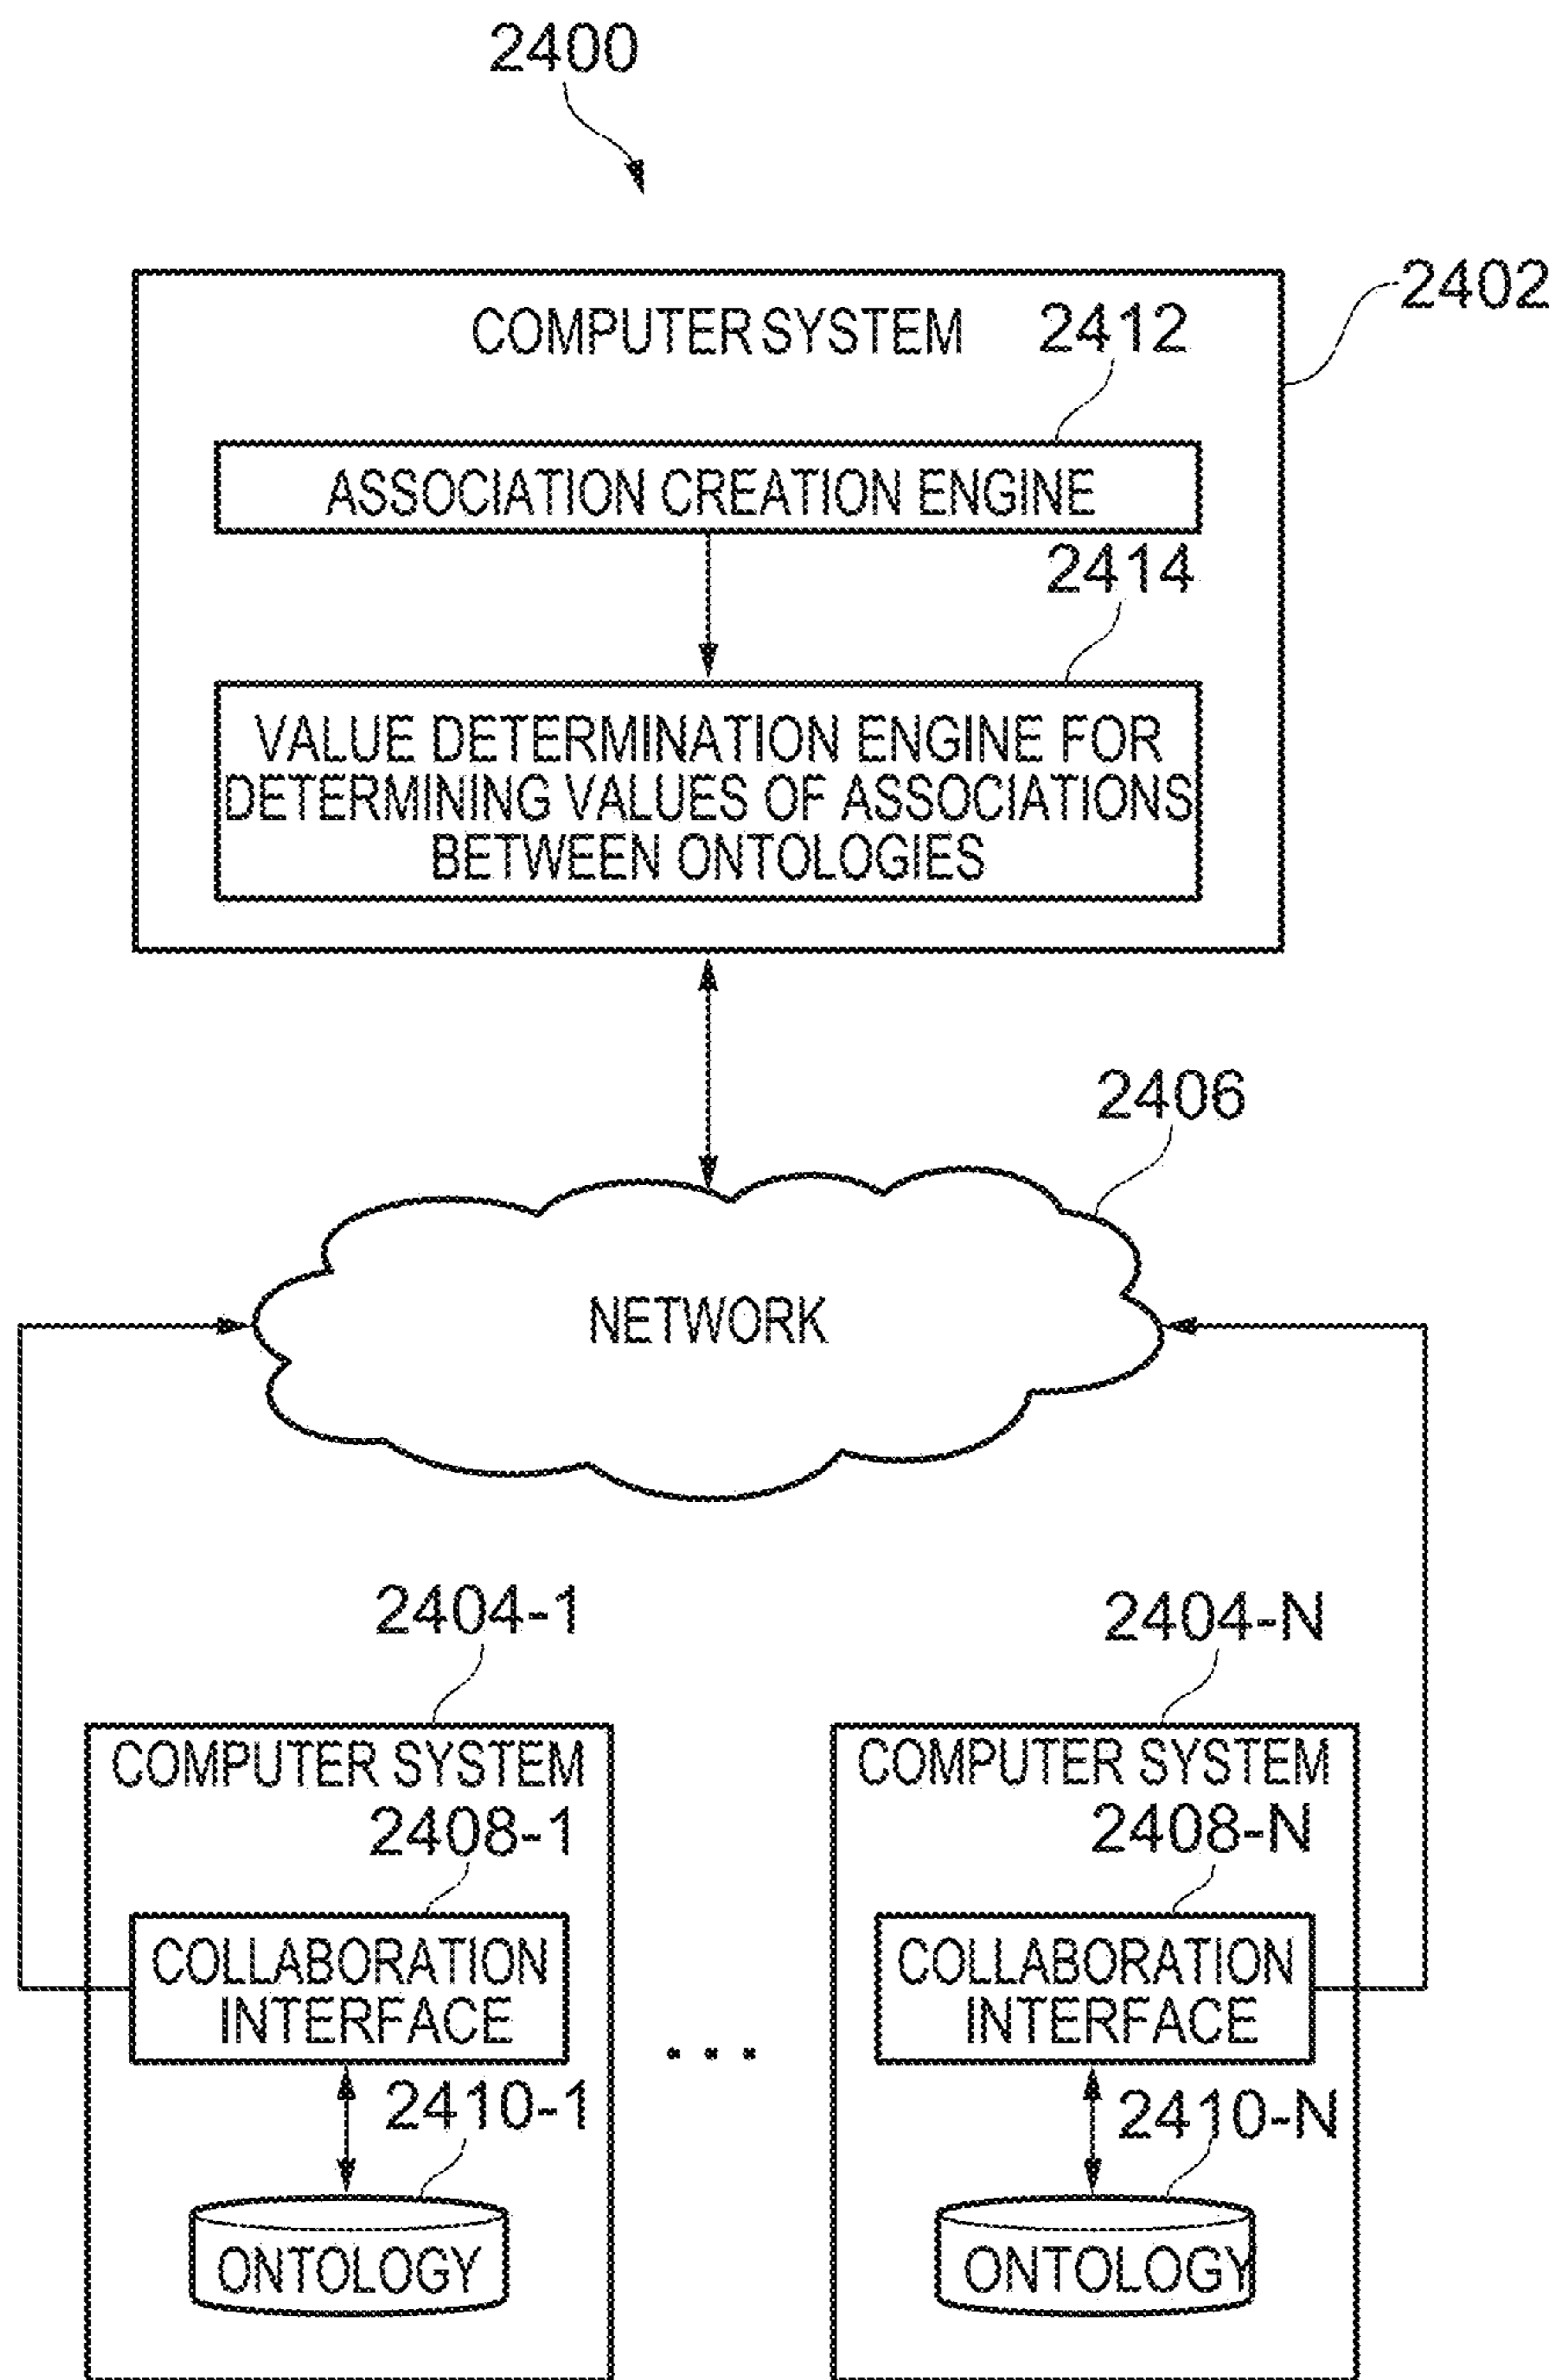 2400
2402
COMPUTER SYSTEM
2412
ASSOCIATION CREATION ENGINE
2414
VALUE DETERMINATION ENGINE FOR
DETERMINING VALUES OF ASSOCIATIONS
BETWEEN ONTOLOGIES
2406
NETWORK
2404-1
2404-N
COMPUTER SYSTEM
COMPUTER SYSTEM
2408-1
2408-N
COLLABORATION
INTERFACE
COLLABORATION
INTERFACE
...
2410-1
2410-N
ONTOLOGY
ONTOLOGY